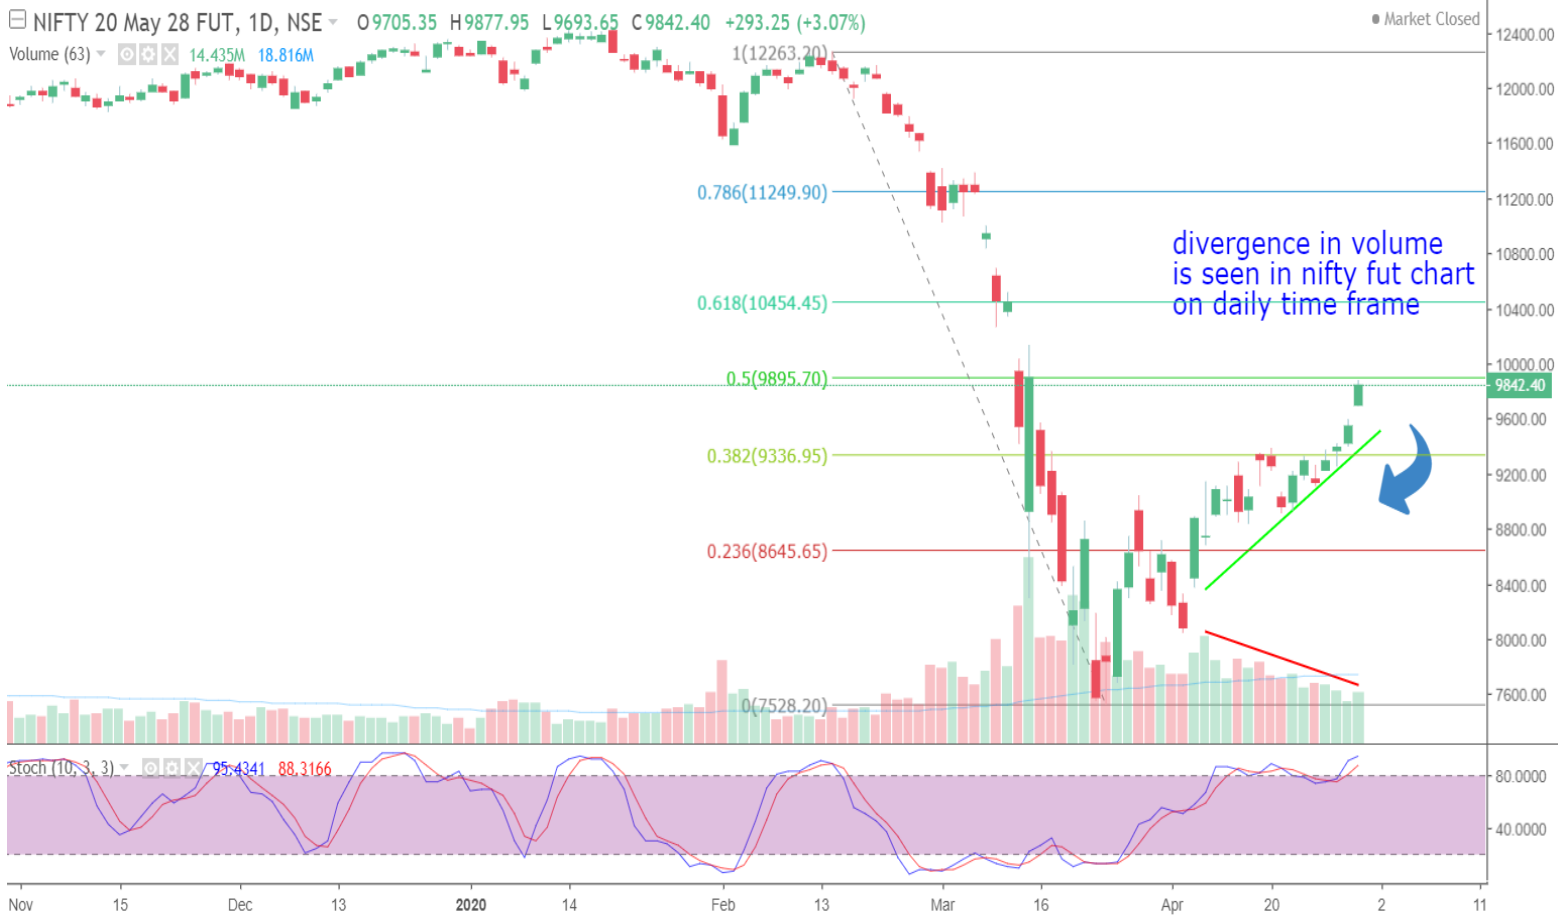 NIFTY 20 May 28 FUT, 1D, NSE O9705.35 H9877.95 L9693.65 C9842.40 +293.25 (+3.07%)
Market Closed
Volume (63) 14.435M 18.816M
1(12263.20)
0.786(11249.90)
0.618(10454.45)
0.5(9895.70)
0.382(9336.95)
0.236(8645.65)
0(7528.20)
divergence in volume
is seen in nifty fut chart
on daily time frame
12400.00
12000.00
11600.00
11200.00
10800.00
10400.00
10000.00
9842.40
9600.00
9200.00
8800.00
8400.00
8000.00
7600.00
Stoch (10, 3, 3) 95.4341 88.3166
80.0000
40.0000
Nov 15 Dec 13 2020 14 Feb 13 Mar 16 Apr 20 2 11